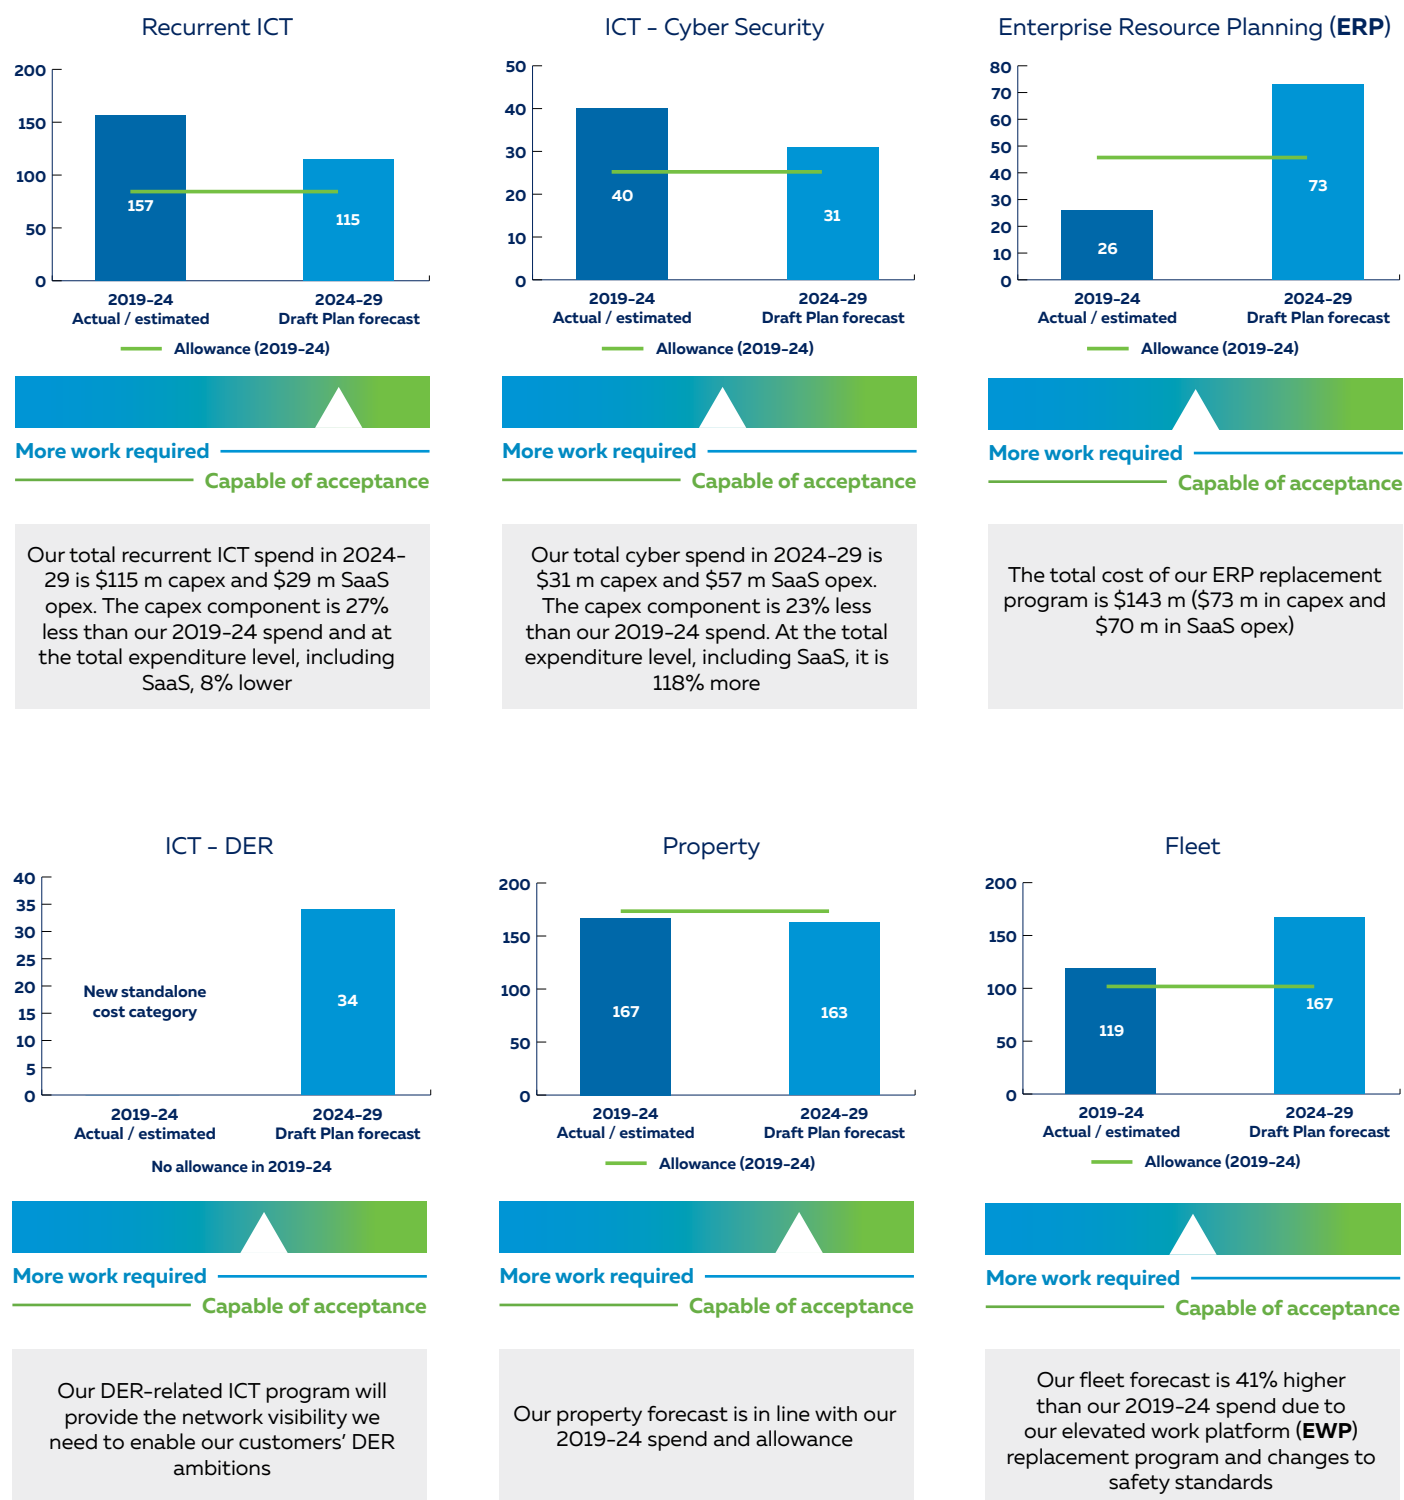 Recurrent ICT
200
150
100
50
0
157
115
2019-24
Actual / estimated
2024-29
Draft Plan forecast
Allowance (2019-24)
More work required
Capable of acceptance
Our total recurrent ICT spend in 2024-
29 is $115 m capex and $29 m SaaS
opex. The capex component is 27%
less than our 2019-24 spend and at
the total expenditure level, including
SaaS, 8% lower
ICT - Cyber Security
50
40
30
20
10
0
40
31
2019-24
Actual / estimated
2024-29
Draft Plan forecast
Allowance (2019-24)
More work required
Capable of acceptance
Our total cyber spend in 2024-29 is
$31 m capex and $57 m SaaS opex.
The capex component is 23% less
than our 2019-24 spend. At the total
expenditure level, including SaaS, it is
118% more
Enterprise Resource Planning (ERP)
80
70
60
50
40
30
20
10
0
26
73
2019-24
Actual / estimated
2024-29
Draft Plan forecast
Allowance (2019-24)
More work required
Capable of acceptance
The total cost of our ERP replacement
program is $143 m ($73 m in capex and
$70 m in SaaS opex)
ICT - DER
40
35
30
25
20
15
10
5
0
New standalone
cost category
34
2019-24
Actual / estimated
2024-29
Draft Plan forecast
No allowance in 2019-24
More work required
Capable of acceptance
Our DER-related ICT program will
provide the network visibility we
need to enable our customers' DER
ambitions
Property
200
150
100
50
0
167
163
2019-24
Actual / estimated
2024-29
Draft Plan forecast
Allowance (2019-24)
More work required
Capable of acceptance
Our property forecast is in line with our
2019-24 spend and allowance
Fleet
200
150
100
50
0
119
167
2019-24
Actual / estimated
2024-29
Draft Plan forecast
Allowance (2019-24)
More work required
Capable of acceptance
Our fleet forecast is 41% higher
than our 2019-24 spend due to
our elevated work platform (EWP)
replacement program and changes to
safety standards